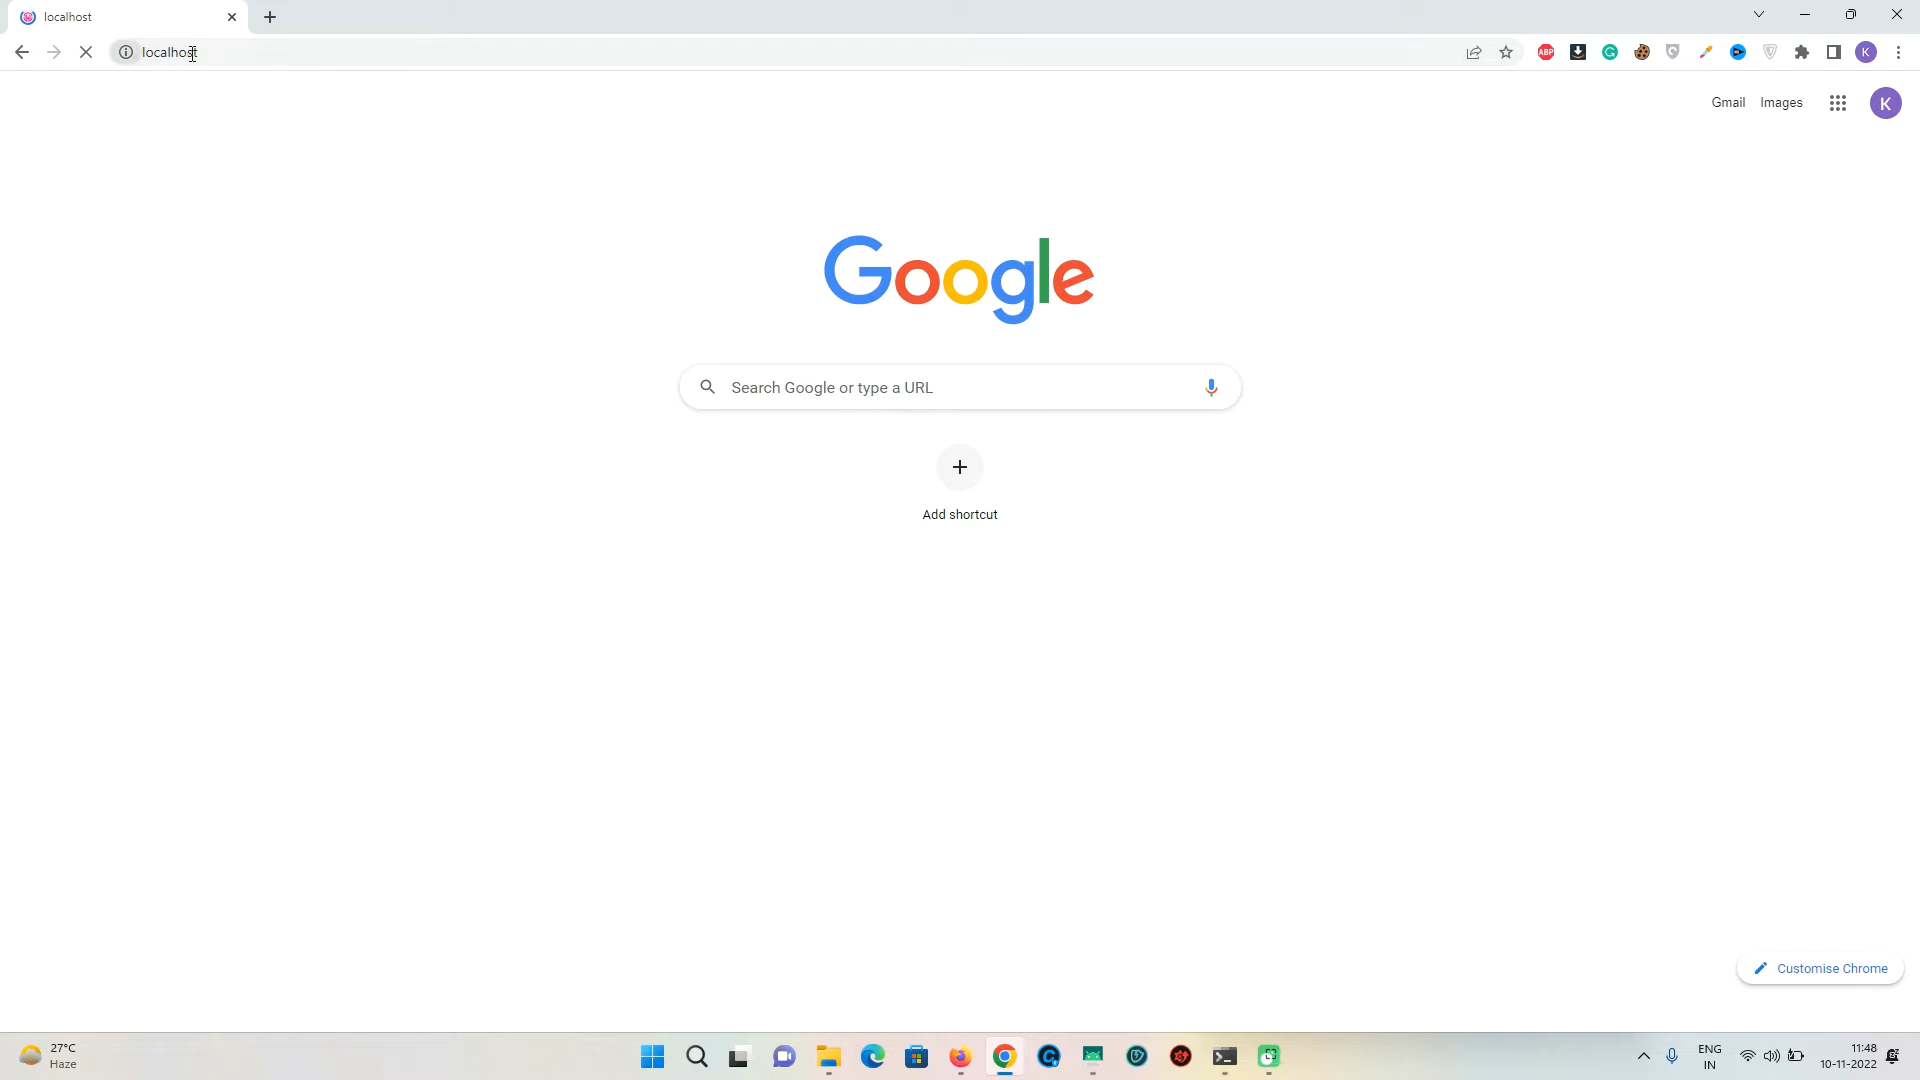 localhost
localhost
ABP
K
Gmail
Images
K
Google
Search Google or type a URL
Add shortcut
Customise Chrome
27°C
Haze
ENG
IN
11:48
10-11-2022